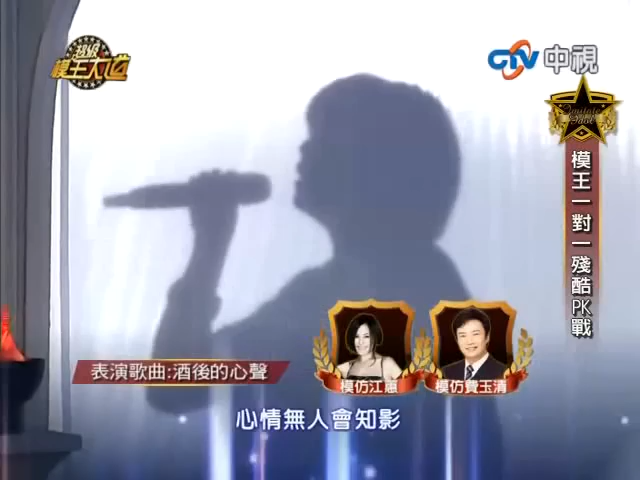 超級
模王大道
CTV 中視
Imitate
Idol
模王一對一殘酷PK戰
表演歌曲:酒後的心聲
模仿江蕙
模仿費玉清
心情無人會知影